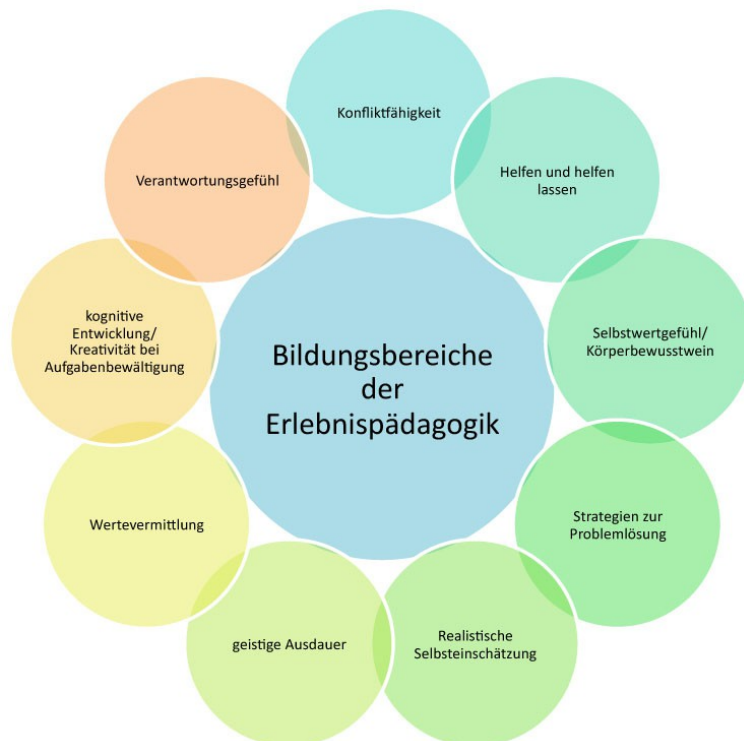 Konfliktfähigkeit
Helfen und helfen
lassen
Selbstwertgefühl/
Körperbewusstwein
Strategien zur
Problemlösung
Realistische
Selbsteinschätzung
geistige Ausdauer
Wertevermittlung
kognitive
Entwicklung/
Kreativität bei
Aufgabenbewältigung
Verantwortungsgefühl
Bildungsbereiche
der
Erlebnispädagogik